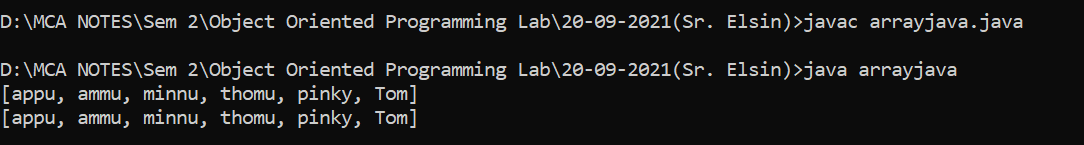 D:\MCA NOTES\Sem 2\Object Oriented Programming Lab\20-09-2021(Sr. Elsin)>javac arrayjava.java
D:\MCA NOTES\Sem 2\Object Oriented Programming Lab\20-09-2021(Sr. Elsin)>java arrayjava
[appu, ammu, minnu, thomu, pinky, Tom]
[appu, ammu, minnu, thomu, pinky, Tom]